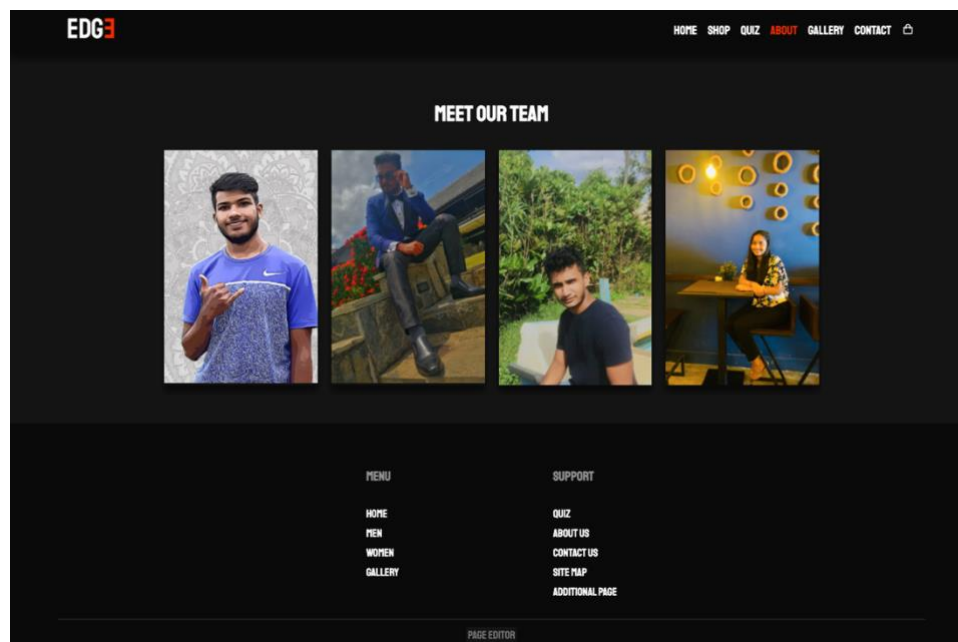 EDGE
HOME SHOP QUIZ ABOUT GALLERY CONTACT
MEET OUR TEAM
MENU
HOME
MEN
WOMEN
GALLERY
SUPPORT
QUIZ
ABOUT US
CONTACT US
SITE MAP
ADDITIONAL PAGE
PAGE EDITOR